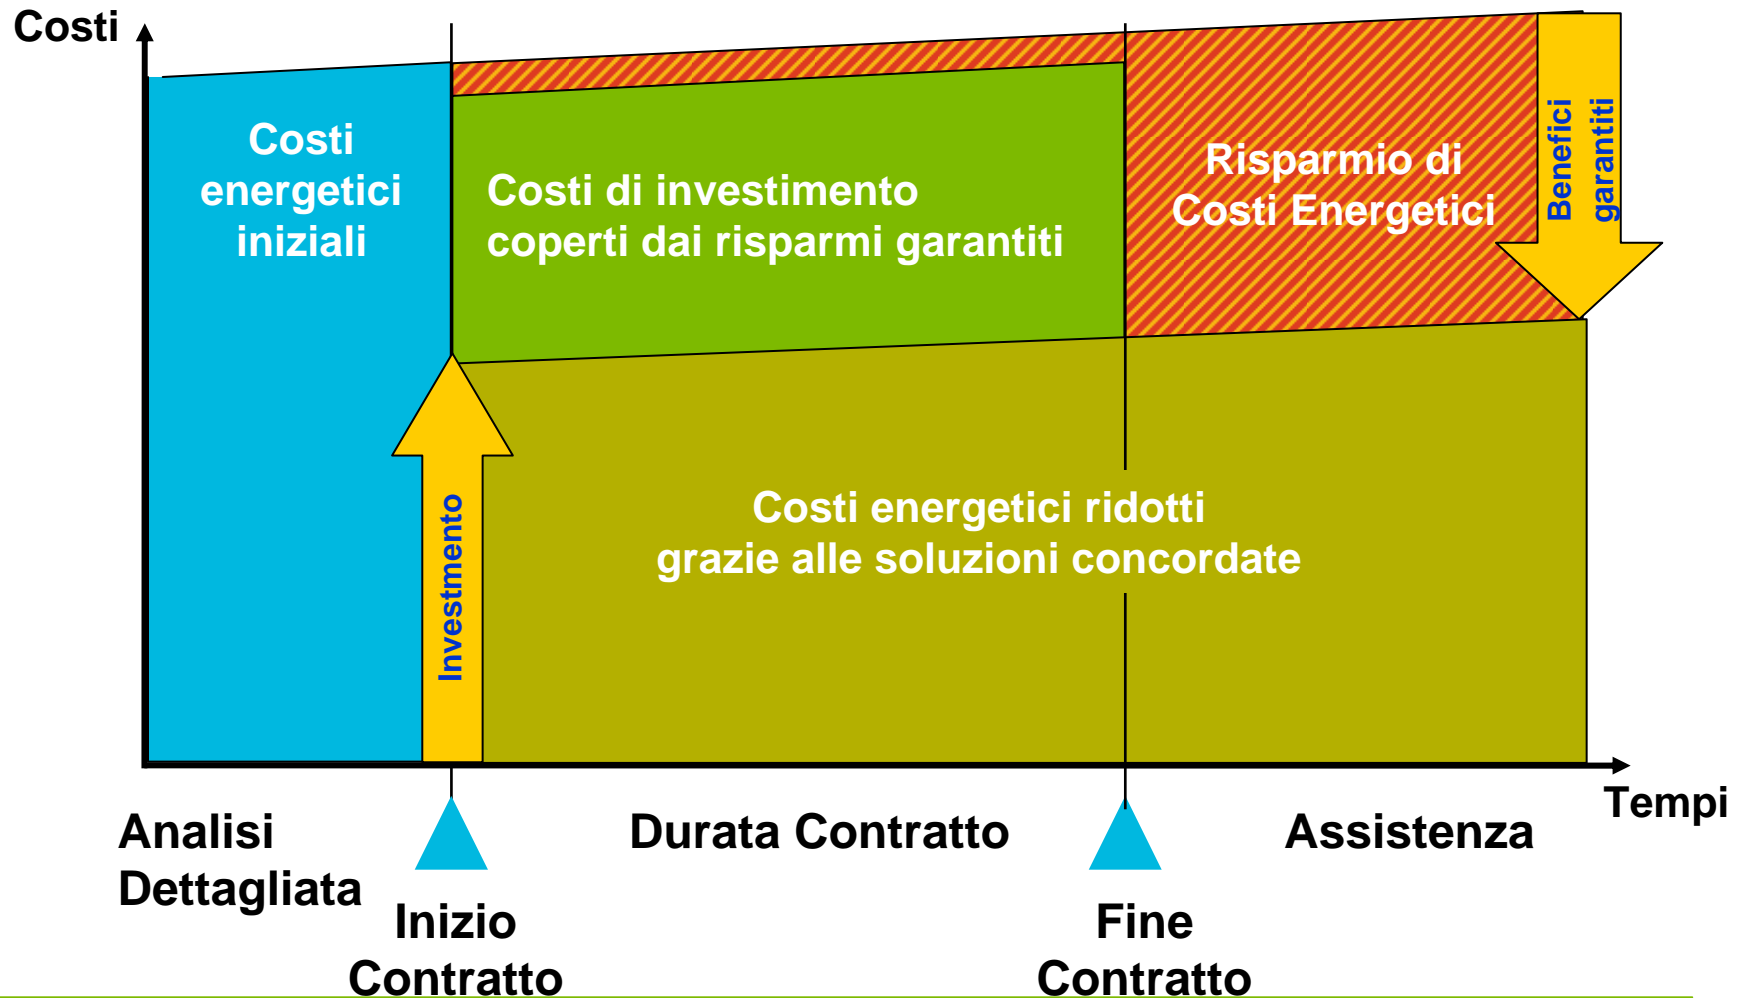 Costi
Costi
energetici
iniziali
Costi di investimento
coperti dai risparmi garantiti
Risparmio di
Costi Energetici
Benefici
garantiti
Investmento
Costi energetici ridotti
grazie alle soluzioni concordate
Tempi
Analisi
Dettagliata
Durata Contratto
Assistenza
Inizio
Contratto
Fine
Contratto